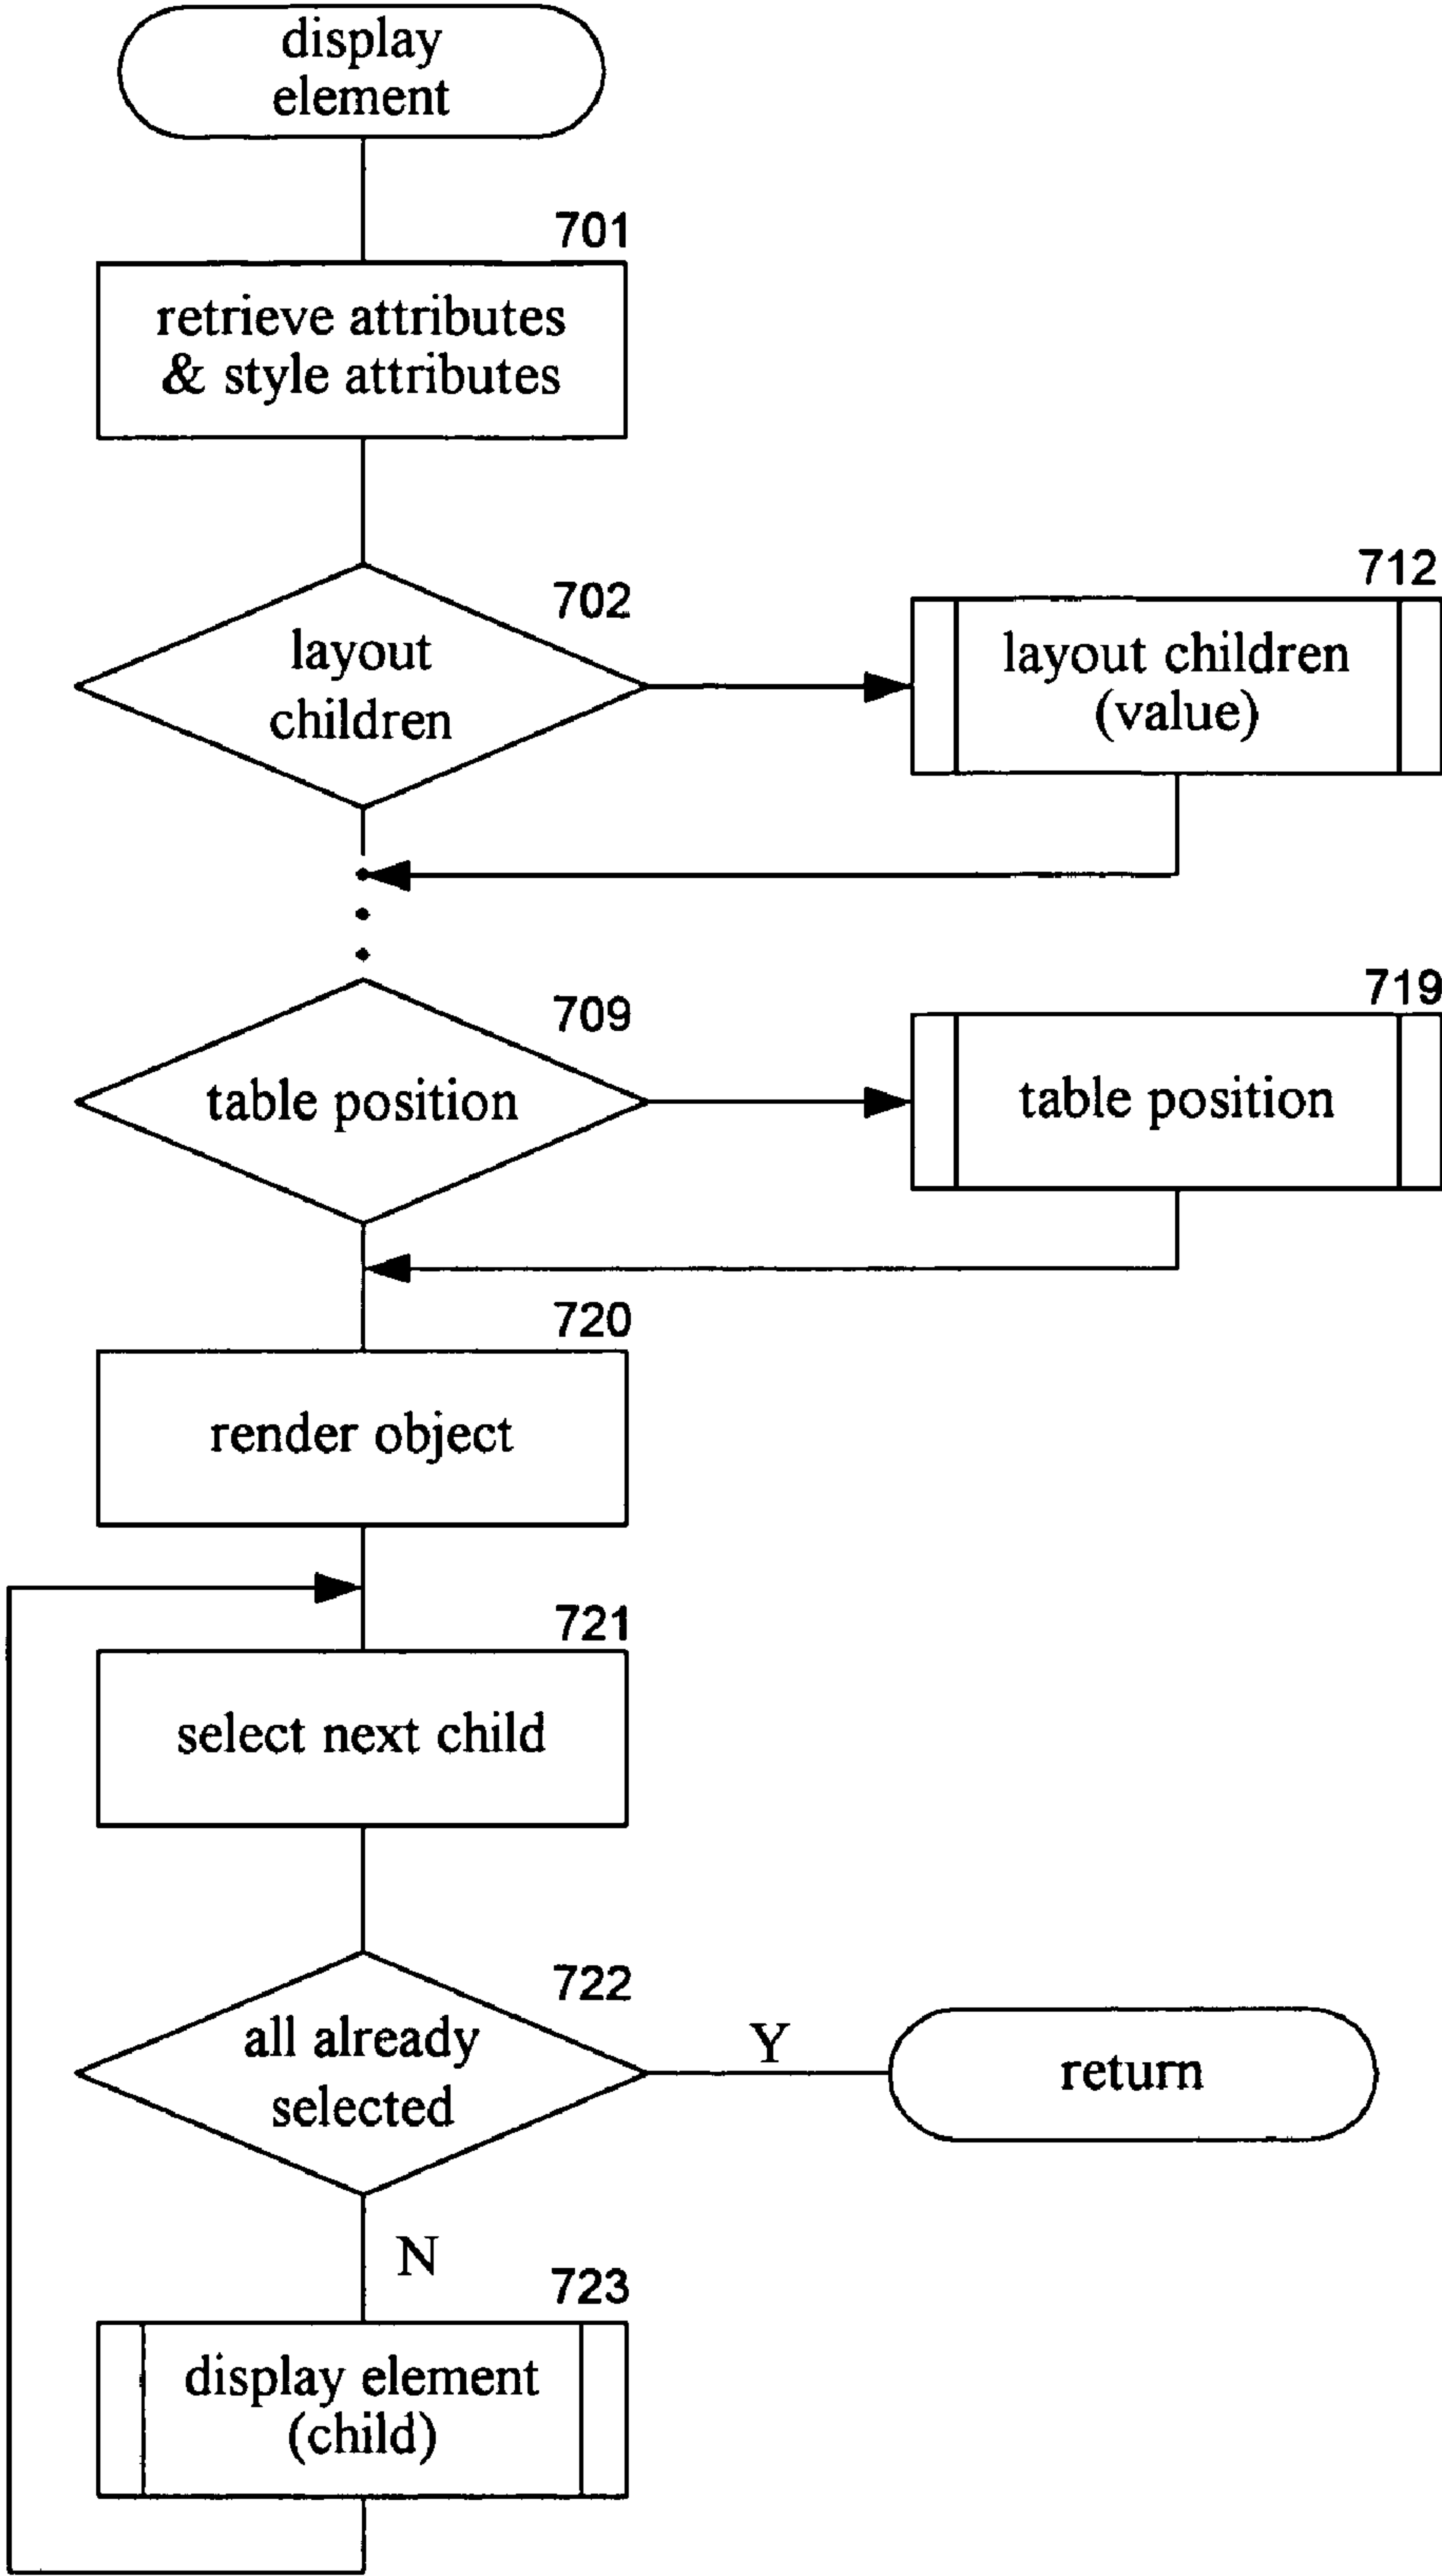 display
element
701
retrieve attributes
& style attributes
702
layout
children
712
layout children
(value)
709
table position
719
table position
720
render object
721
select next child
722
all already
selected
Y
return
N
723
display element
(child)